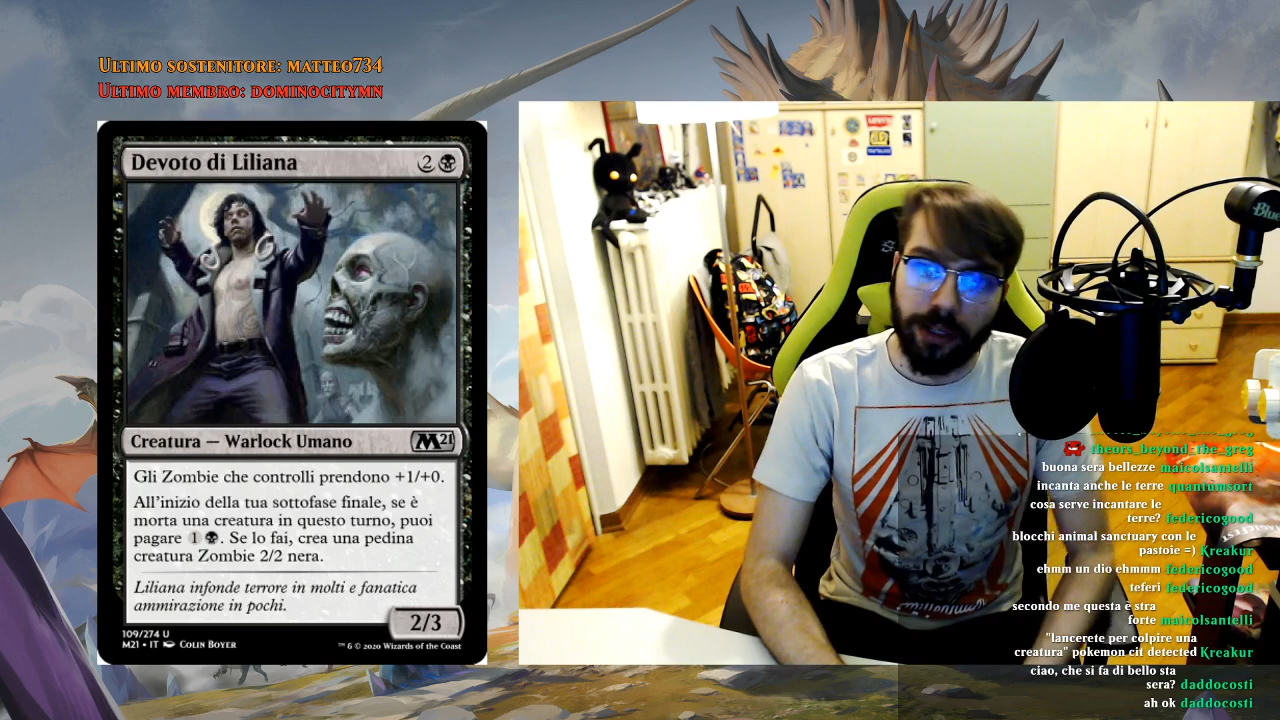 Ultimo sostenitore: matteo734
Ultimo membro: dominocitymn
Devoto di Liliana 2
Creatura — Warlock Umano M21
Gli Zombie che controlli prendono +1/+0.
All'inizio della tua sottofase finale, se è
morta una creatura in questo turno, puoi
pagare 1 . Se lo fai, crea una pedina
creatura Zombie 2/2 nera.
Liliana infonde terrore in molti e fanatica
ammirazione in pochi.
2/3
109/274 U
M21 • IT Colin Boyer
™ & © 2020 Wizards of the Coast
Blue
theors_beyond_the_greg
buona sera bellezze maicolsantelli
incanta anche le terre quantumsort
cosa serve incantare le
terre? federicogood
blocchi animal sanctuary con le
pastoie =) Kreakur
ehmm un dio ehmmm federicogood
teferi federicogood
secondo me questa è stra
forte maicolsantelli
"lancerete per colpire una
creatura" pokemon cit detected Kreakur
ciao, che si fa di bello sta
sera? daddocosti
ah ok daddocosti